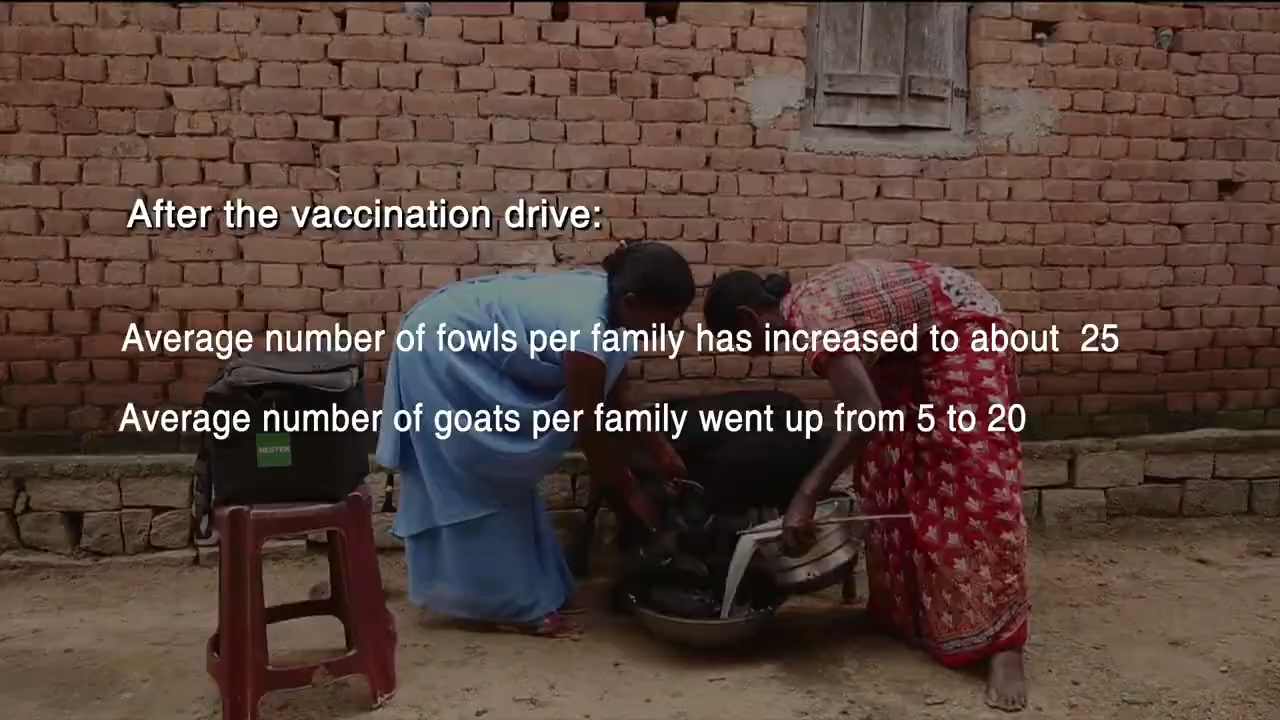 After the vaccination drive:
Average number of fowls per family has increased to about 25
Average number of goats per family went up from 5 to 20
HESTER